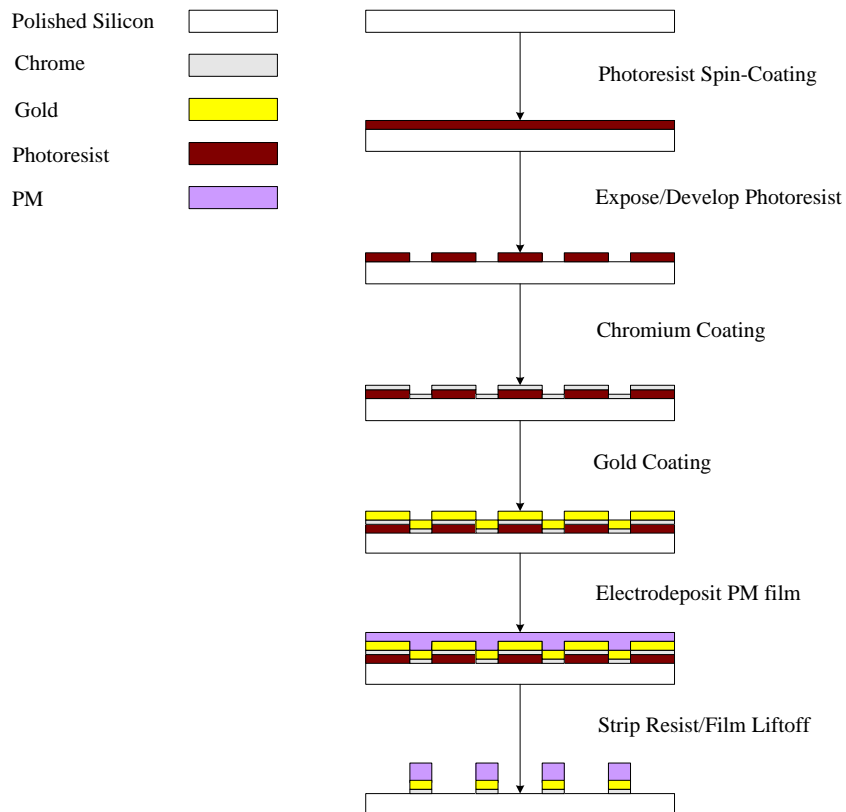 Polished Silicon
Chrome
Gold
Photoresist
PM
Photoresist Spin-Coating
Expose/Develop Photoresist
Chromium Coating
Gold Coating
Electrodeposit PM film
Strip Resist/Film Liftoff